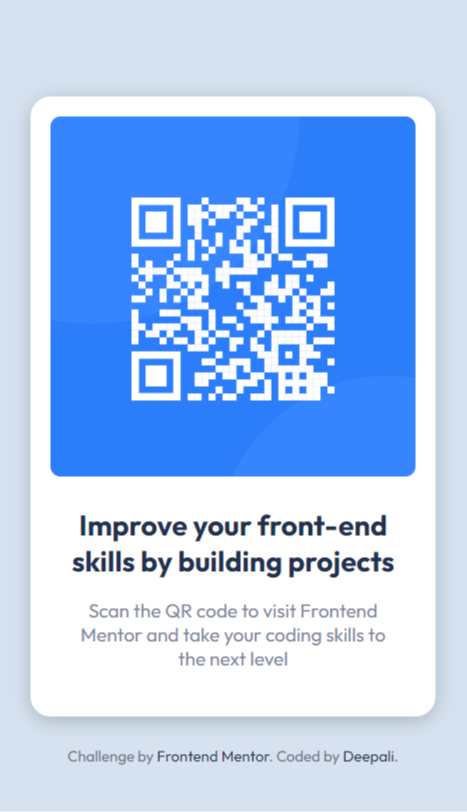 Improve your front-end
skills by building projects
Scan the QR code to visit Frontend
Mentor and take your coding skills to
the next level
Challenge by Frontend Mentor. Coded by Deepali.